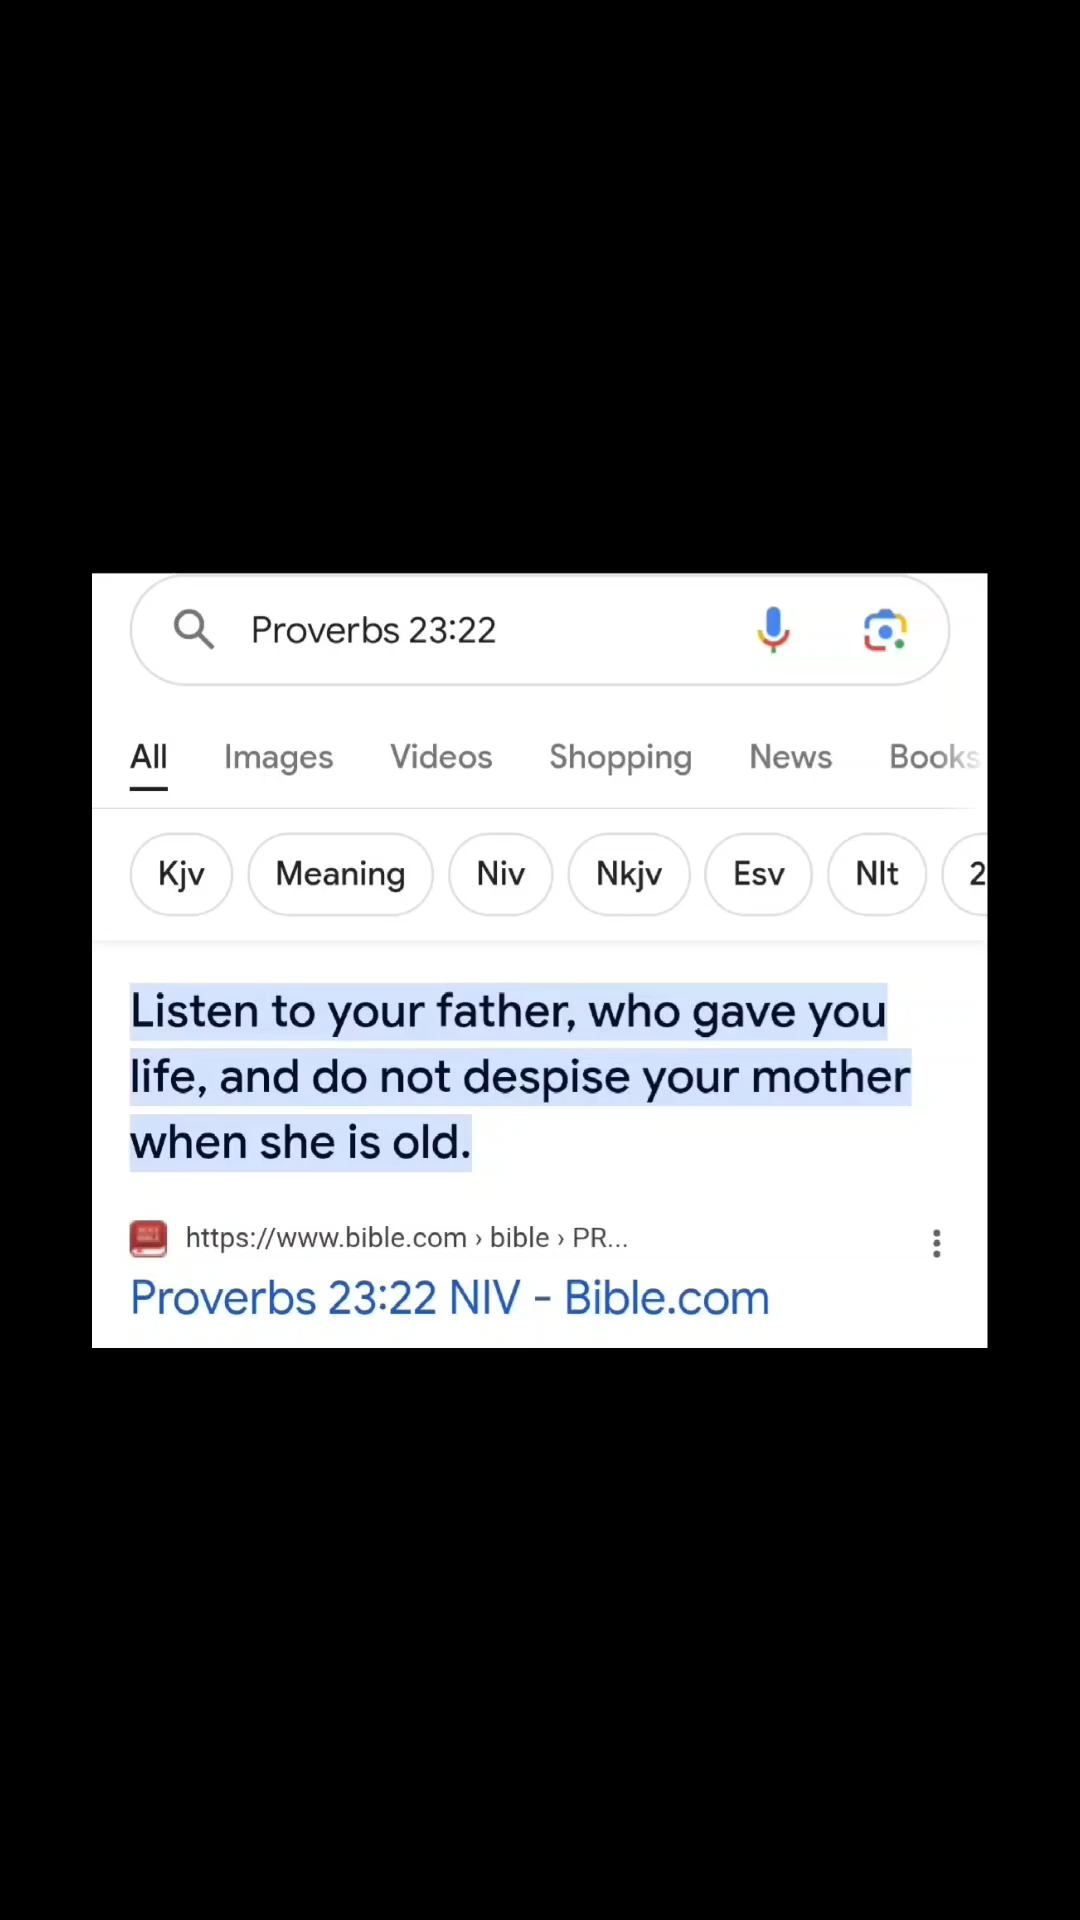 Proverbs 23:22
All Images Videos Shopping News Books
Kjv Meaning Niv Nkjv Esv Nlt 2
Listen to your father, who gave you
life, and do not despise your mother
when she is old.
https://www.bible.com › bible › PR...
Proverbs 23:22 NIV - Bible.com